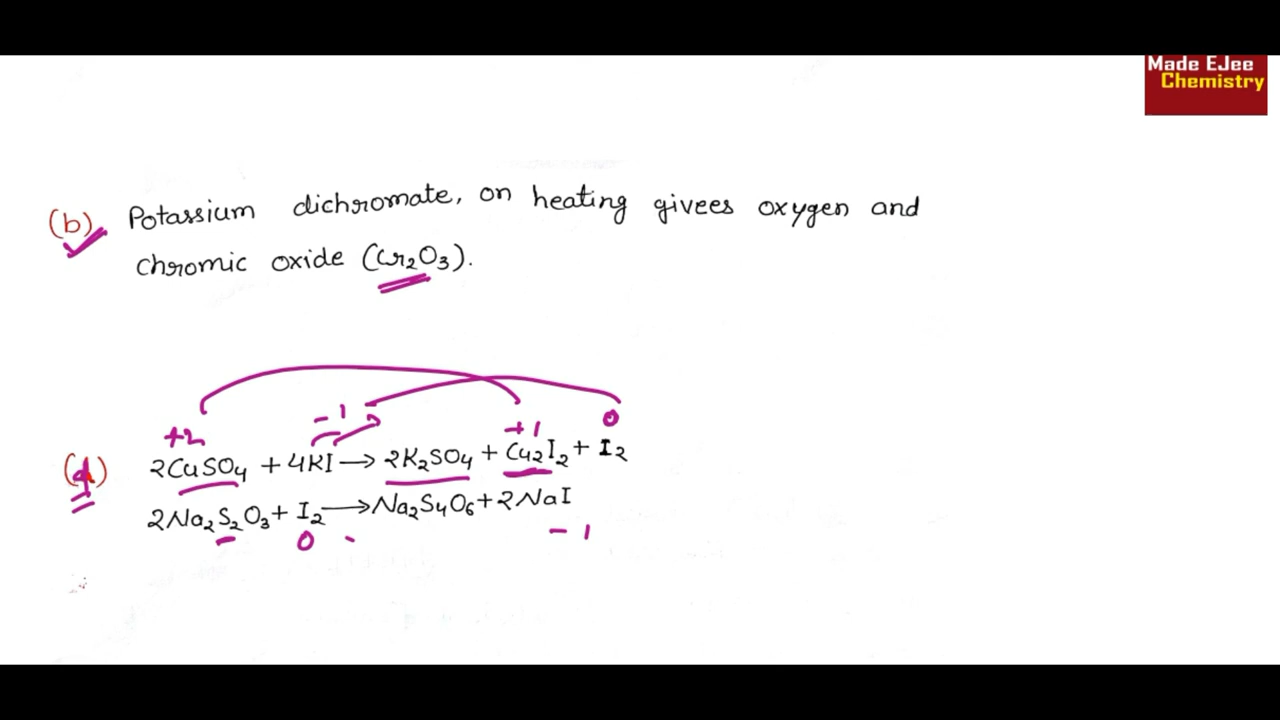 Made EJee
Chemistry
(b) Potassium dichromate, on heating givees oxygen and
chromic oxide (Cr₂O₃).
-1
0
+2
+1
(d) 2CuSO₄ + 4KI → 2K₂SO₄ + Cu₂I₂ + I₂
2Na₂S₂O₃ + I₂ → Na₂S₄O₆ + 2NaI
0
-1